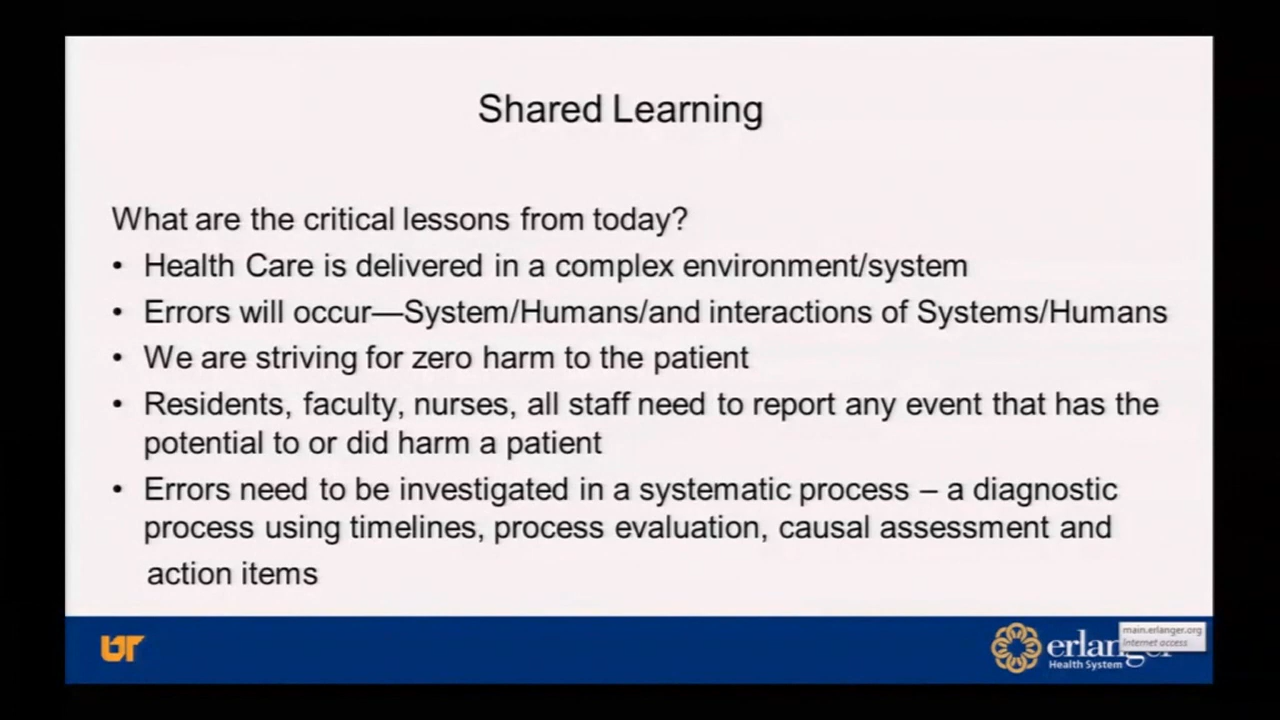 Shared Learning
What are the critical lessons from today?
• Health Care is delivered in a complex environment/system
• Errors will occur—System/Humans/and interactions of Systems/Humans
• We are striving for zero harm to the patient
• Residents, faculty, nurses, all staff need to report any event that has the
potential to or did harm a patient
• Errors need to be investigated in a systematic process – a diagnostic
process using timelines, process evaluation, causal assessment and
action items
UT
erlanger
Health System
main.erlanger.org
Internet access